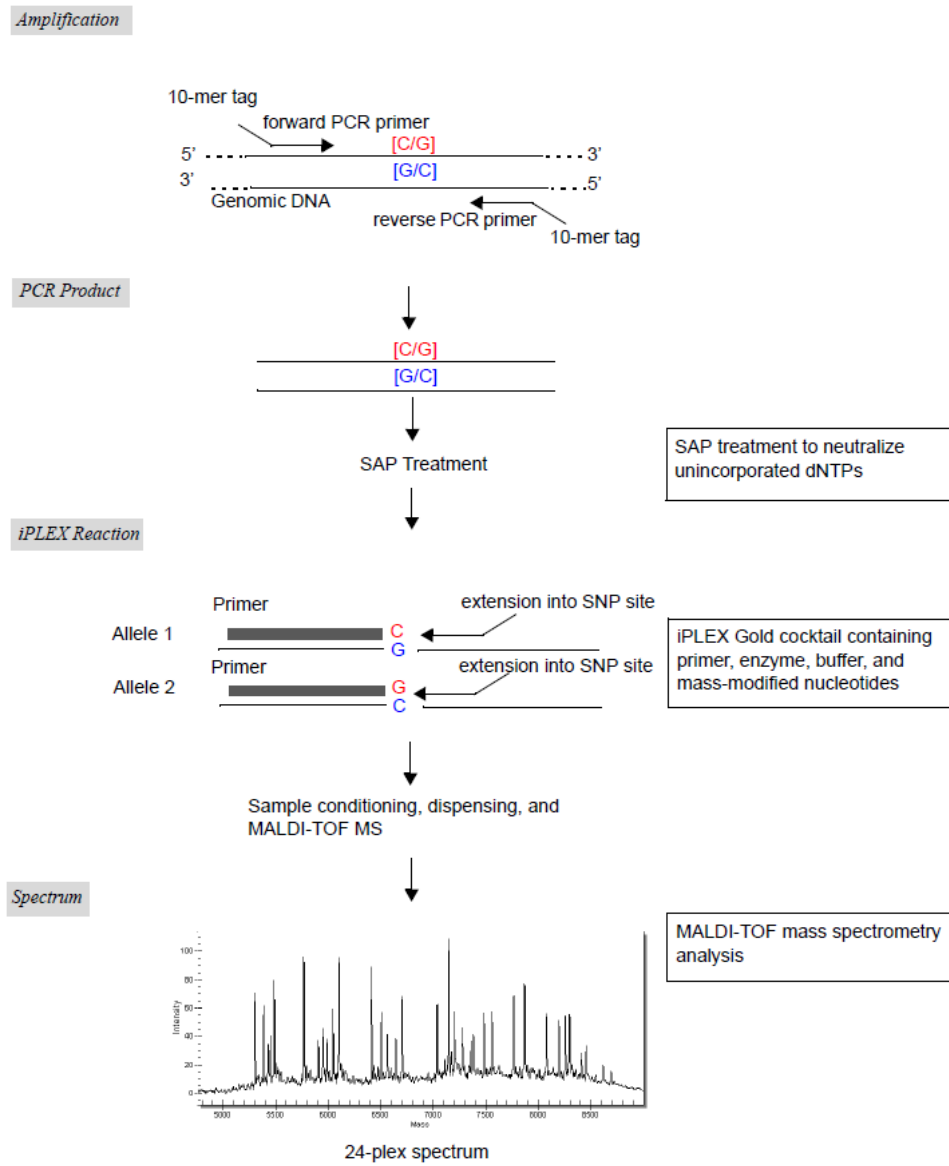 Amplification
10-mer tag
forward PCR primer
[C/G]
5' 3'
[G/C]
3' 5'
Genomic DNA
reverse PCR primer
10-mer tag
PCR Product
[C/G]
[G/C]
SAP Treatment
SAP treatment to neutralize
unincorporated dNTPs
iPLEX Reaction
Primer
extension into SNP site
Allele 1
C
G
Primer
extension into SNP site
Allele 2
G
C
iPLEX Gold cocktail containing
primer, enzyme, buffer, and
mass-modified nucleotides
Sample conditioning, dispensing, and
MALDI-TOF MS
Spectrum
MALDI-TOF mass spectrometry
analysis
100
80
60
40
20
0
Intensity
5000 5500 6000 6500 7000 7500 8000 8500
Mass
24-plex spectrum